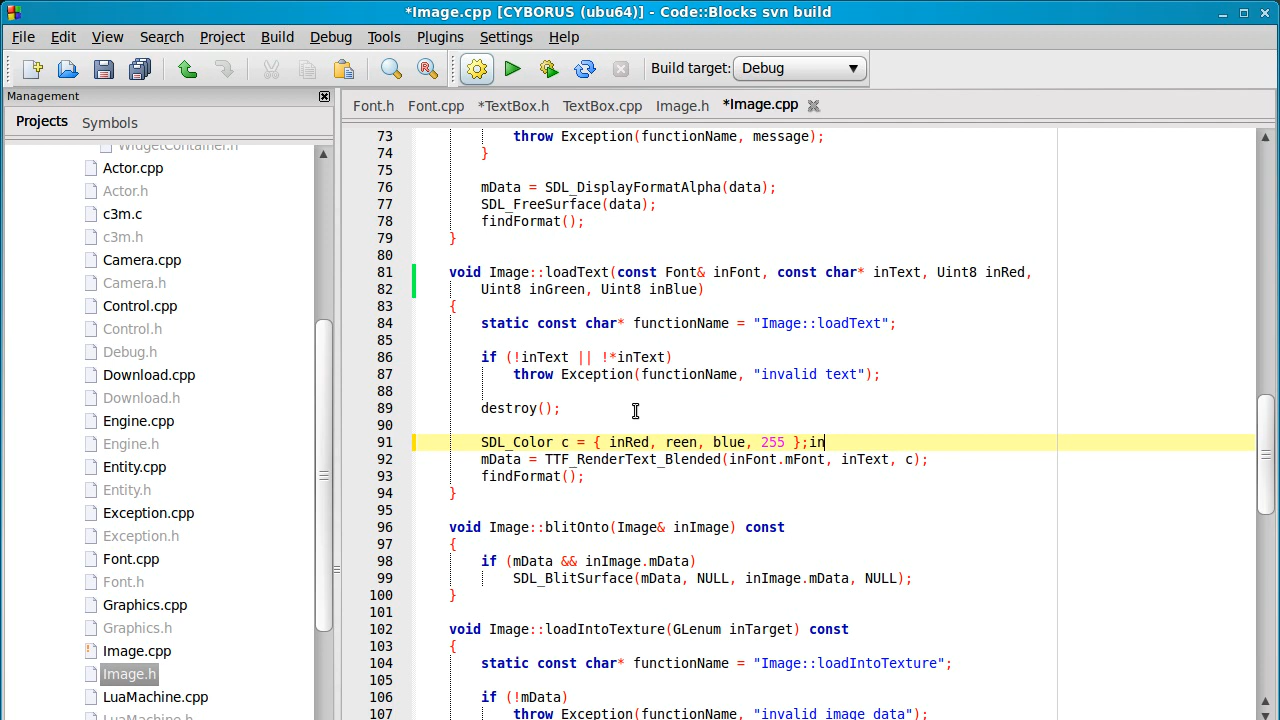 *Image.cpp [CYBORUS (ubu64)] - Code::Blocks svn build
File Edit View Search Project Build Debug Tools Plugins Settings Help
Build target: Debug
Management
Projects Symbols
Font.h Font.cpp *TextBox.h TextBox.cpp Image.h *Image.cpp
WidgetContainer.h
Actor.cpp
Actor.h
c3m.c
c3m.h
Camera.cpp
Camera.h
Control.cpp
Control.h
Debug.h
Download.cpp
Download.h
Engine.cpp
Engine.h
Entity.cpp
Entity.h
Exception.cpp
Exception.h
Font.cpp
Font.h
Graphics.cpp
Graphics.h
Image.cpp
Image.h
LuaMachine.cpp
LuaMachine.h
73 throw Exception(functionName, message);
74 }
75
76 mData = SDL_DisplayFormatAlpha(data);
77 SDL_FreeSurface(data);
78 findFormat();
79 }
80
81 void Image::loadText(const Font& inFont, const char* inText, Uint8 inRed,
82 Uint8 inGreen, Uint8 inBlue)
83 {
84 static const char* functionName = "Image::loadText";
85
86 if (!inText || !*inText)
87 throw Exception(functionName, "invalid text");
88
89 destroy();
90
91 SDL_Color c = { inRed, reen, blue, 255 };in
92 mData = TTF_RenderText_Blended(inFont.mFont, inText, c);
93 findFormat();
94 }
95
96 void Image::blitOnto(Image& inImage) const
97 {
98 if (mData && inImage.mData)
99 SDL_BlitSurface(mData, NULL, inImage.mData, NULL);
100 }
101
102 void Image::loadIntoTexture(GLenum inTarget) const
103 {
104 static const char* functionName = "Image::loadIntoTexture";
105
106 if (!mData)
107 throw Exception(functionName, "invalid image data");